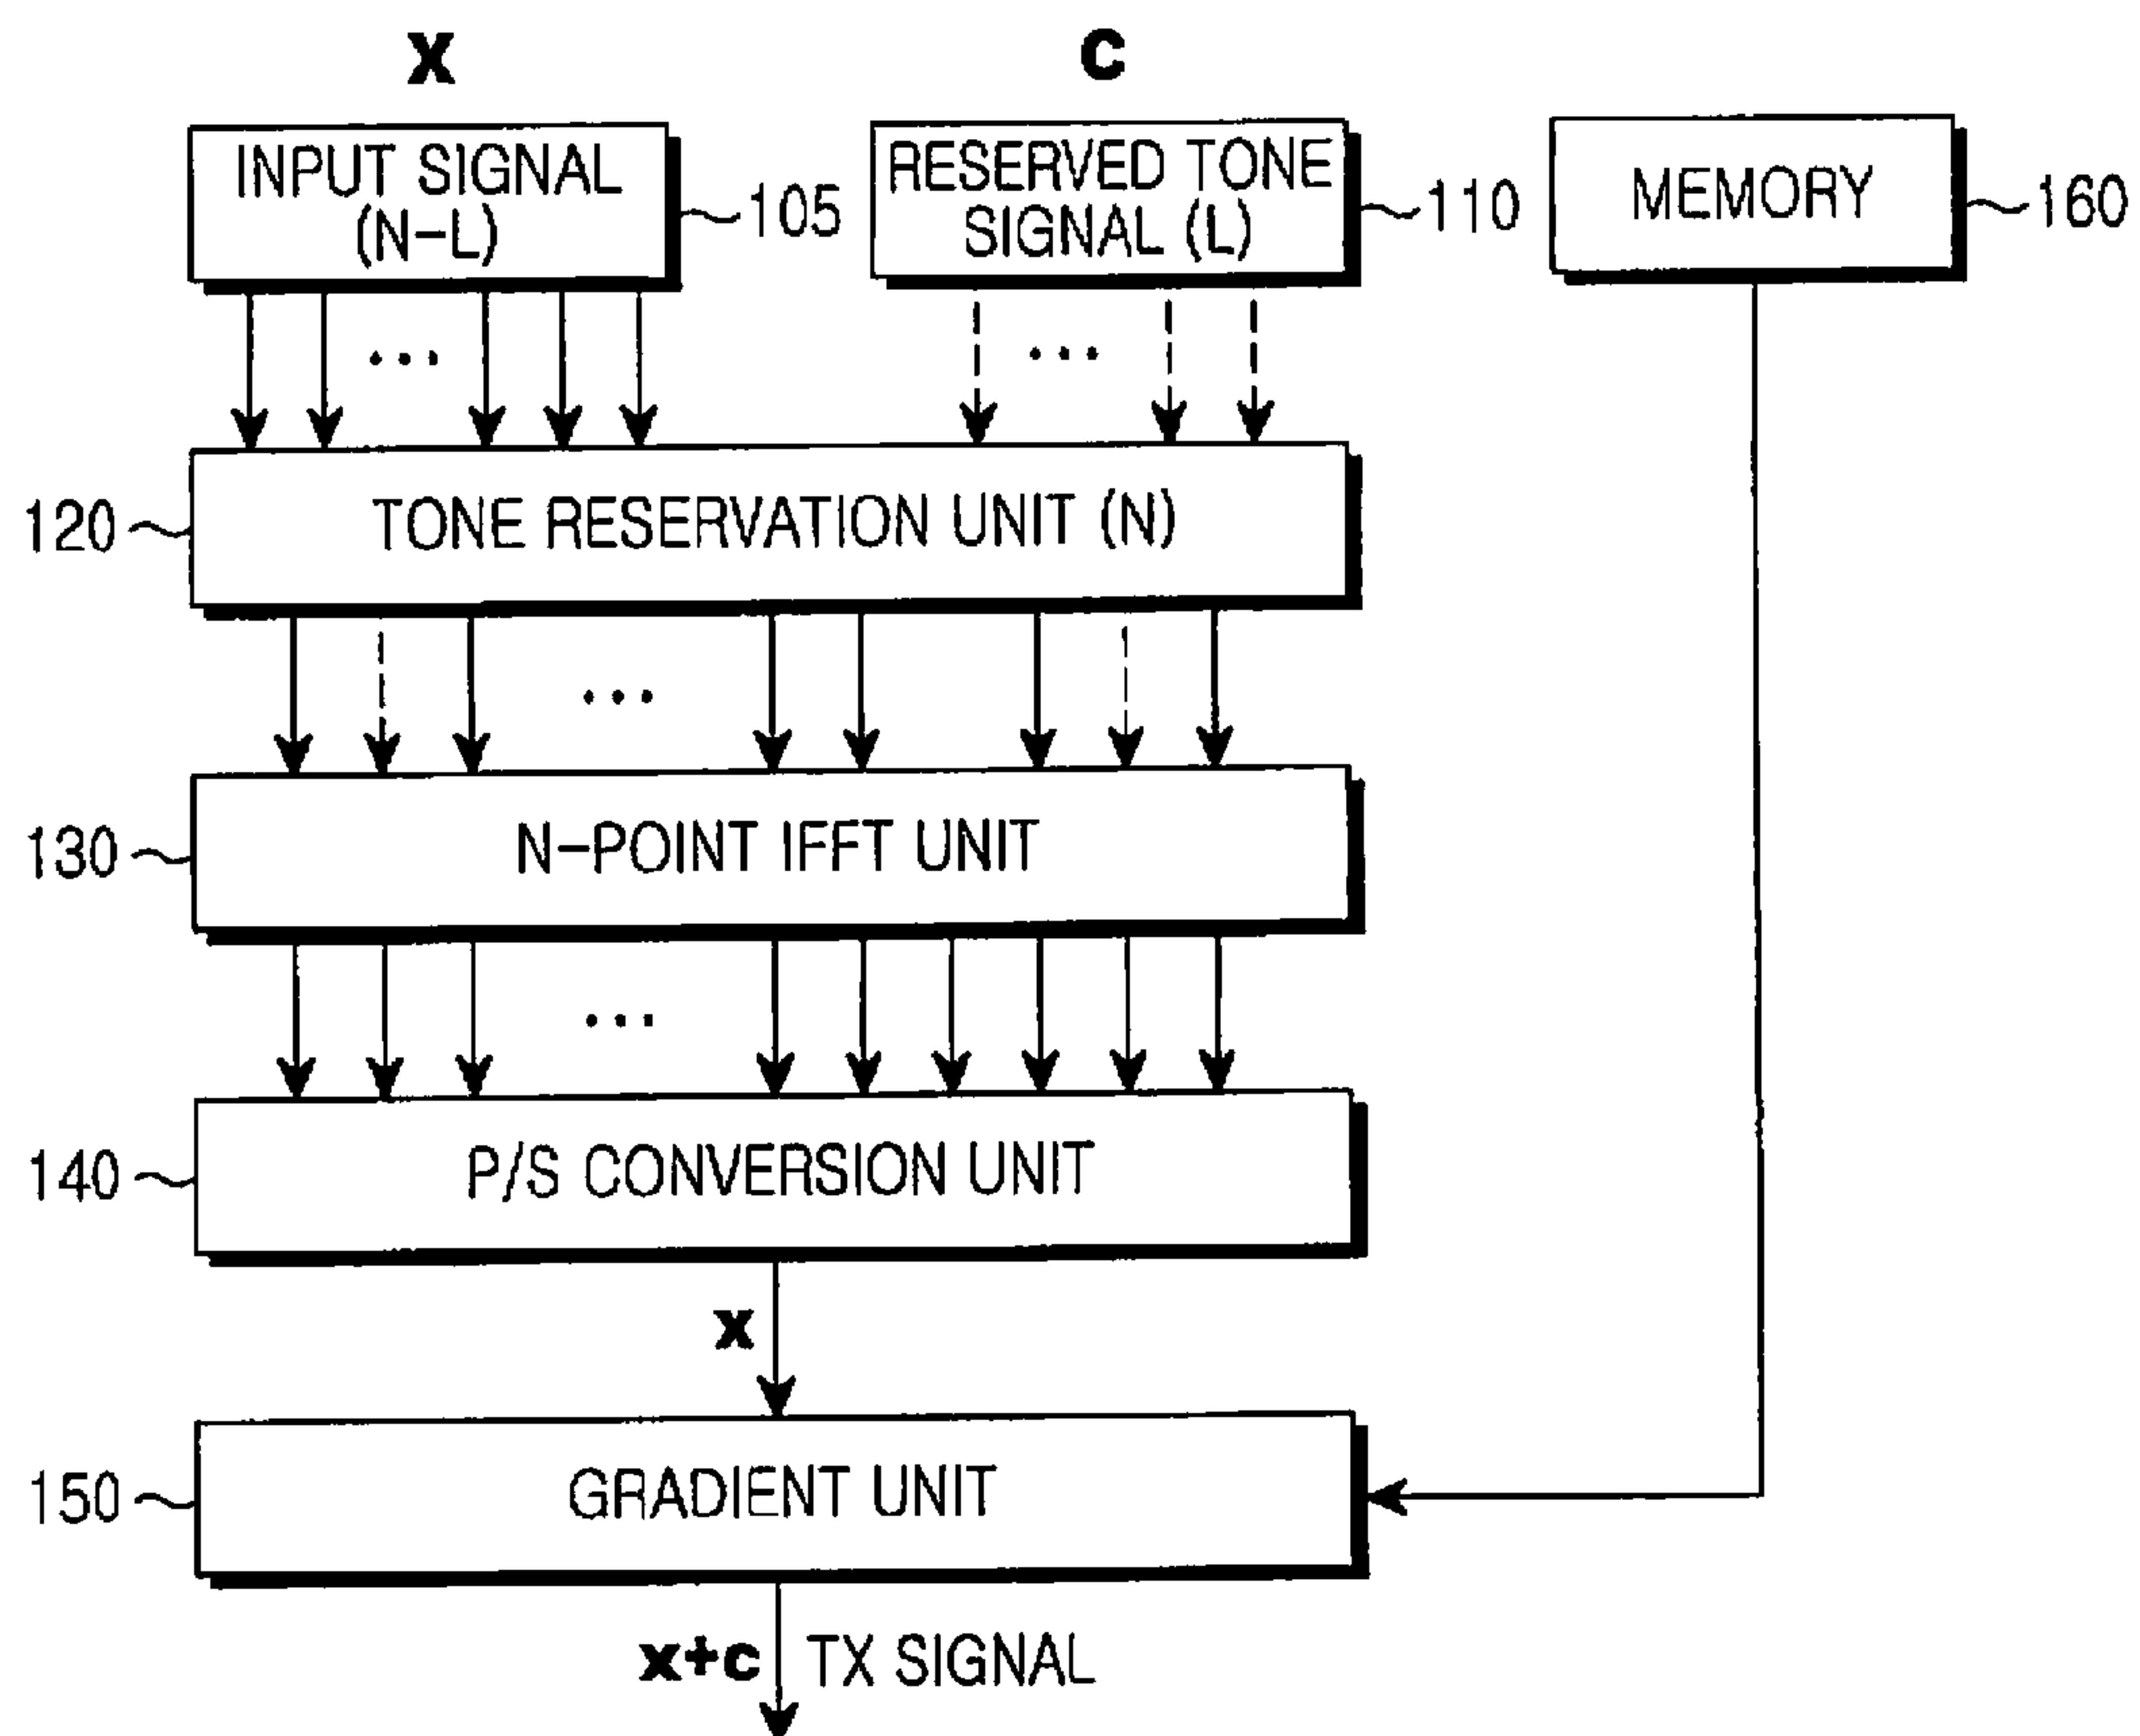 X
C
INPUT SIGNAL
(N-L)
105
RESERVED TONE
SIGNAL (L)
110
MEMORY
160
...
...
120
TONE RESERVATION UNIT (N)
...
130
N-POINT IFFT UNIT
...
140
P/S CONVERSION UNIT
x
150
GRADIENT UNIT
x+c TX SIGNAL